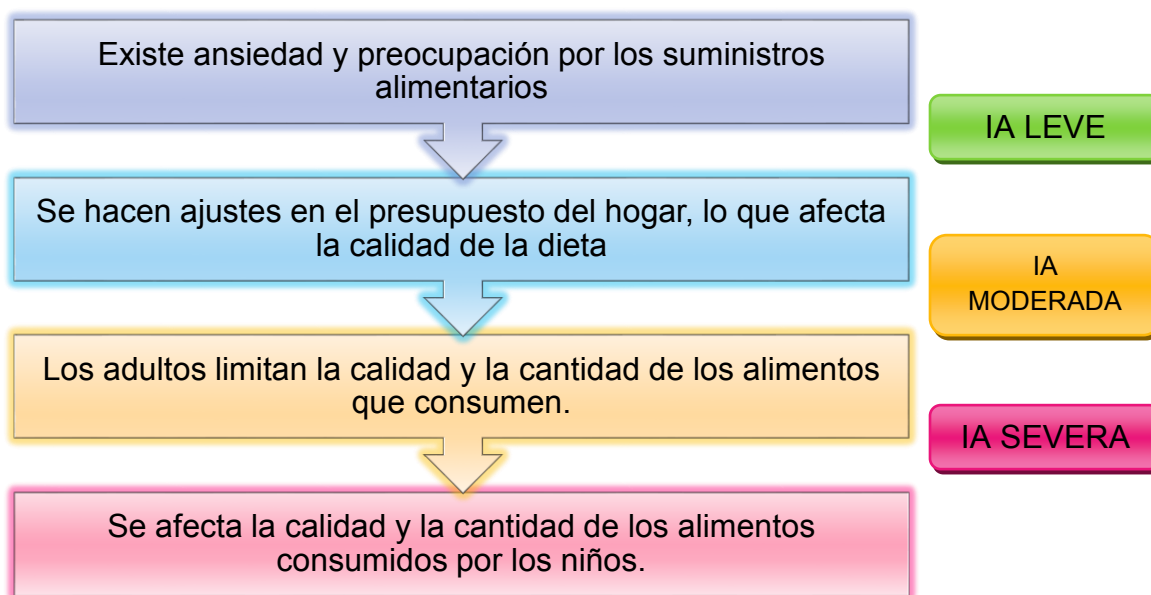 Existe ansiedad y preocupación por los suministros
alimentarios
IA LEVE
Se hacen ajustes en el presupuesto del hogar, lo que afecta
la calidad de la dieta
IA
MODERADA
Los adultos limitan la calidad y la cantidad de los alimentos
que consumen.
IA SEVERA
Se afecta la calidad y la cantidad de los alimentos
consumidos por los niños.